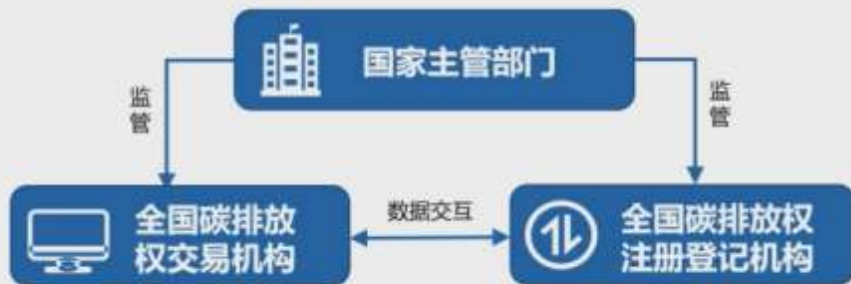 国家主管部门
监管
监管
全国碳排放
权交易机构
数据交互
全国碳排放权
注册登记机构